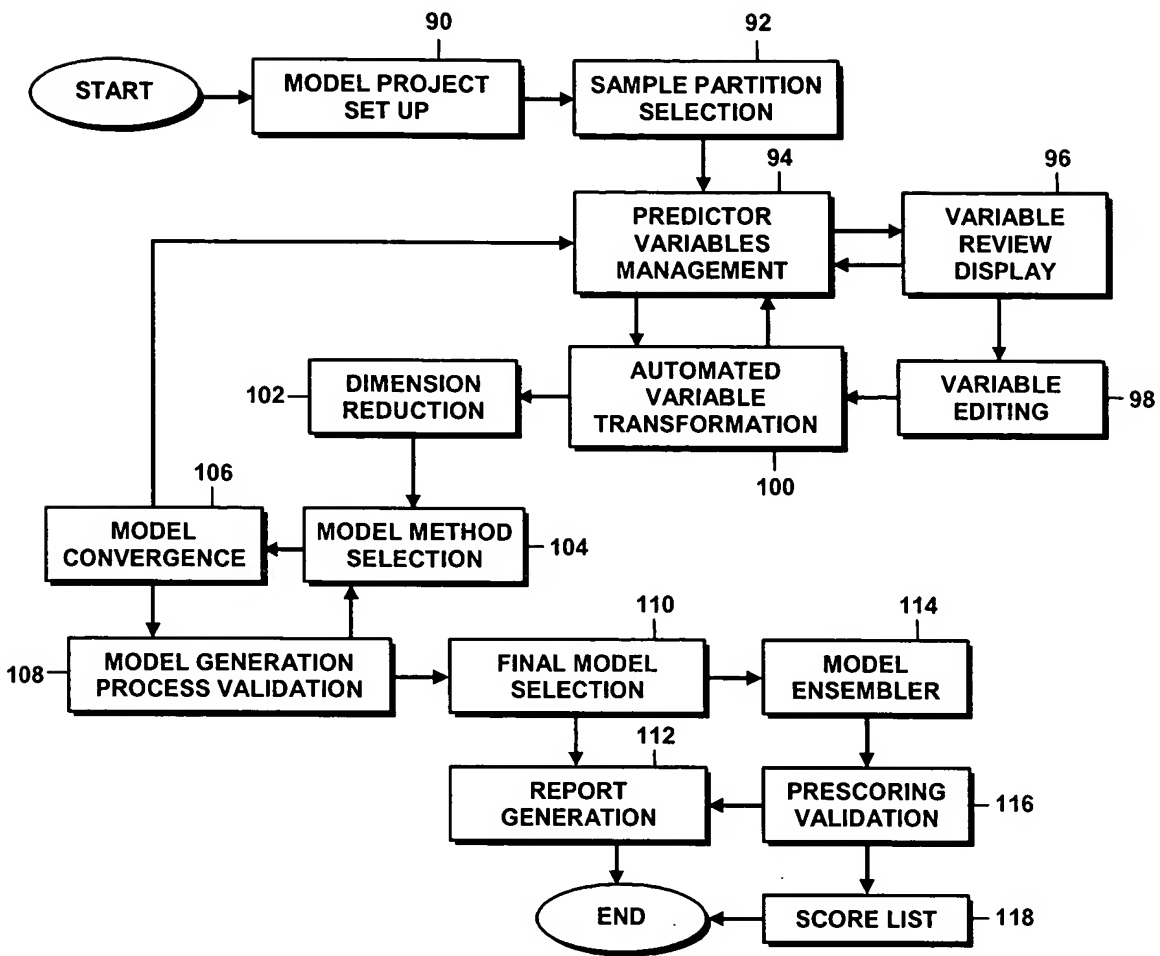 90
92
START
MODEL PROJECT
SET UP
SAMPLE PARTITION
SELECTION
94
96
PREDICTOR
VARIABLES
MANAGEMENT
VARIABLE
REVIEW
DISPLAY
102
DIMENSION
REDUCTION
AUTOMATED
VARIABLE
TRANSFORMATION
VARIABLE
EDITING
98
100
106
MODEL
CONVERGENCE
MODEL METHOD
SELECTION
104
108
MODEL GENERATION
PROCESS VALIDATION
110
FINAL MODEL
SELECTION
114
MODEL
ENSEMBLER
112
REPORT
GENERATION
PRESCORING
VALIDATION
116
END
SCORE LIST
118